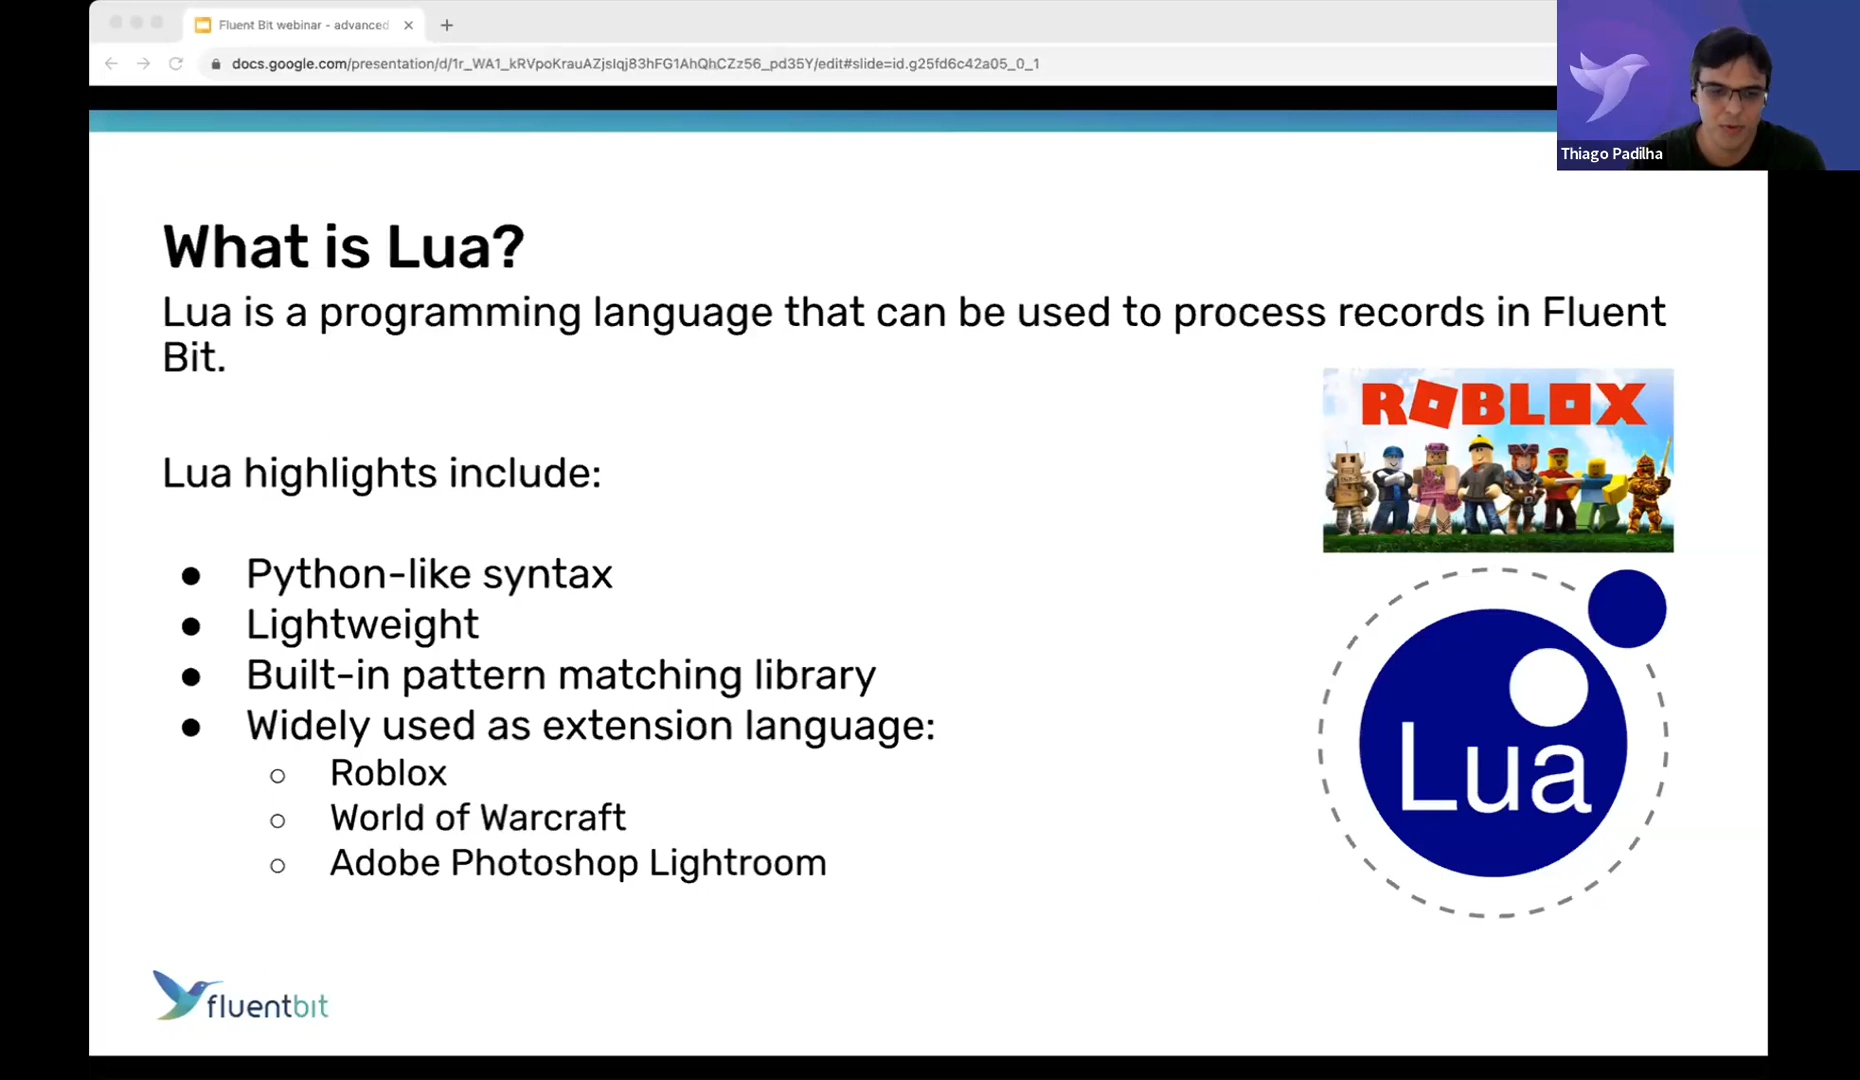 Fluent Bit webinar - advanced
docs.google.com/presentation/d/1r_WA1_kRVpoKrauAZjsIqj83hFG1AhQhCZz56_pd35Y/edit#slide=id.g25fd6c42a05_0_1
Thiago Padilha
What is Lua?
Lua is a programming language that can be used to process records in Fluent
Bit.
ROBLOX
Lua highlights include:
● Python-like syntax
● Lightweight
● Built-in pattern matching library
● Widely used as extension language:
○ Roblox
○ World of Warcraft
○ Adobe Photoshop Lightroom
Lua
fluentbit